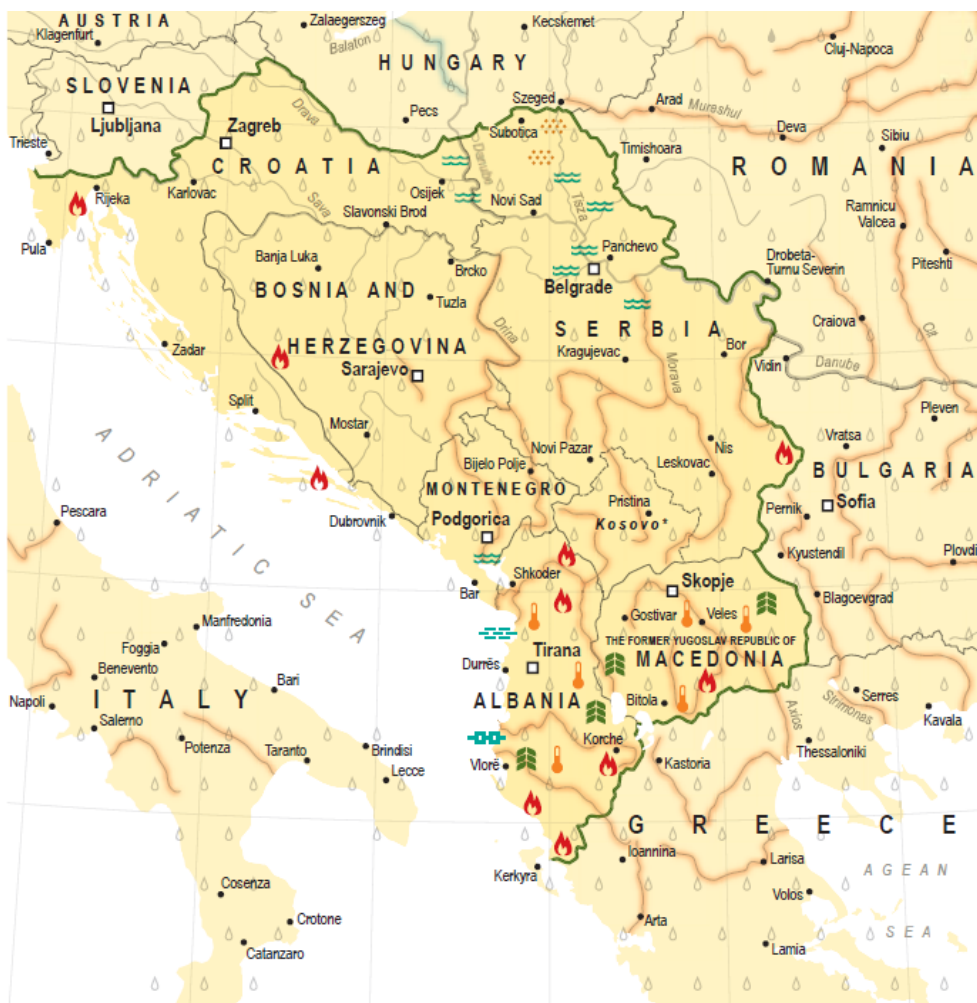 AUSTRIA
Klagenfurt
Zalaegerszeg
Balaton
Kecskemet
Cluj-Napoca
HUNGARY
SLOVENIA
Ljubljana
Drava
Pecs
Szeged
Arad
Mureshul
Deva
Sibiu
Trieste
Zagreb
Subotica
Timishoara
CROATIA
Danube
ROMANIA
Rijeka
Karlovac
Osijek
Sava
Slavonski Brod
Novi Sad
Tisza
Ramnicu
Valcea
Pula
Banja Luka
Brcko
Panchevo
Drobeta-
Turnu Severin
Piteshti
BOSNIA AND
Tuzla
Belgrade
Drina
SERBIA
Craiova
Olt
HERZEGOVINA
Zadar
Sarajevo
Kragujevac
Bor
Morava
Vidin
Danube
Split
Mostar
Pleven
Novi Pazar
Nis
Vratsa
ADRIATIC SEA
Bijelo Polje
Leskovac
BULGARIA
MONTENEGRO
Pristina
Kosovo*
Pescara
Dubrovnik
Podgorica
Pernik
Sofia
Kyustendil
Plovdi
Bar
Shkoder
Skopje
Blagoevgrad
Manfredonia
Gostivar
Veles
Foggia
THE FORMER YUGOSLAV REPUBLIC OF
MACEDONIA
Benevento
Durrës
Tirana
ITALY
Bari
Napoli
ALBANIA
Bitola
Serres
Strimonas
Kavala
Salerno
Axios
Potenza
Taranto
Brindisi
Korche
Thessaloniki
Lecce
Vlorë
Kastoria
GREECE
Kerkyra
Ioannina
Larisa
AGEAN
Cosenza
Volos
Crotone
Arta
SEA
Catanzaro
Lamia